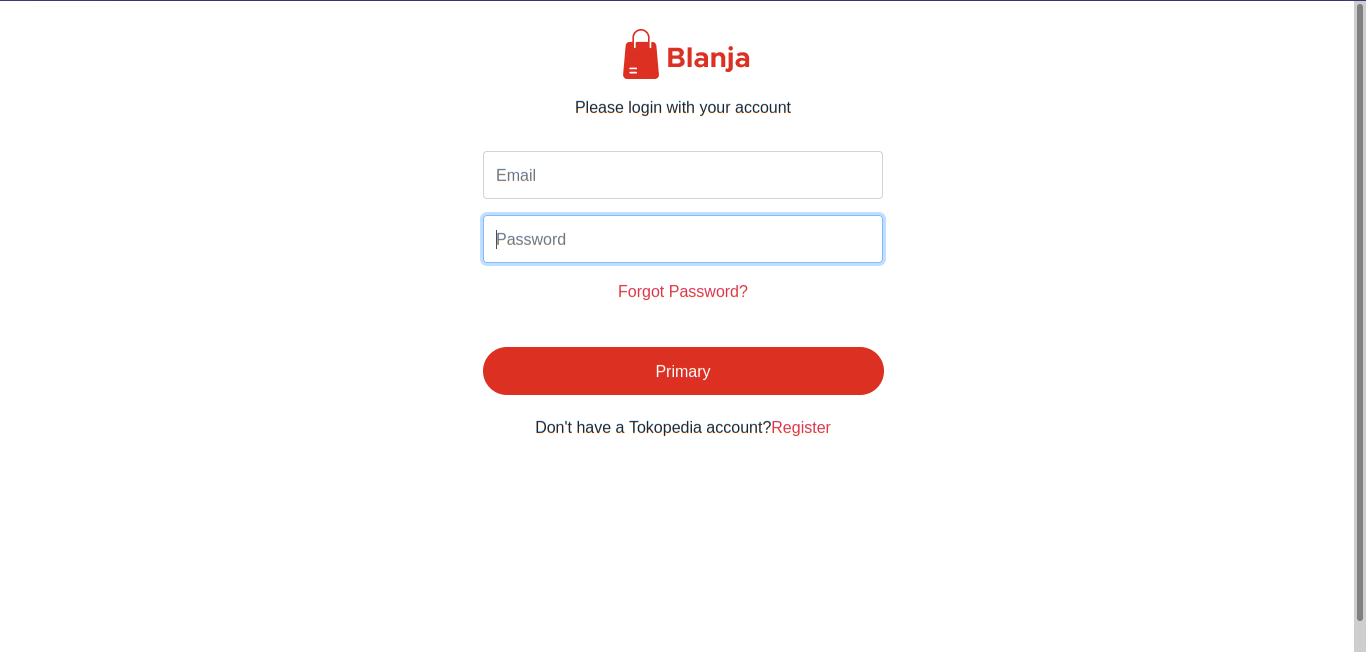 Blanja
Please login with your account
Email
Password
Forgot Password?
Primary
Don't have a Tokopedia account?Register